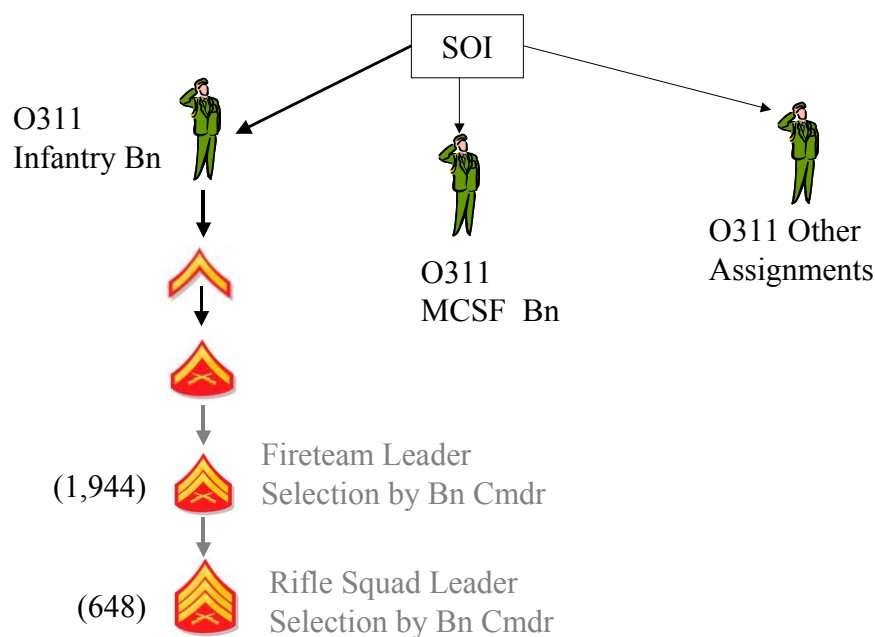 SOI
O311
Infantry Bn
O311
MCSF Bn
O311 Other
Assignments
(1,944)
Fireteam Leader
Selection by Bn Cmdr
(648)
Rifle Squad Leader
Selection by Bn Cmdr